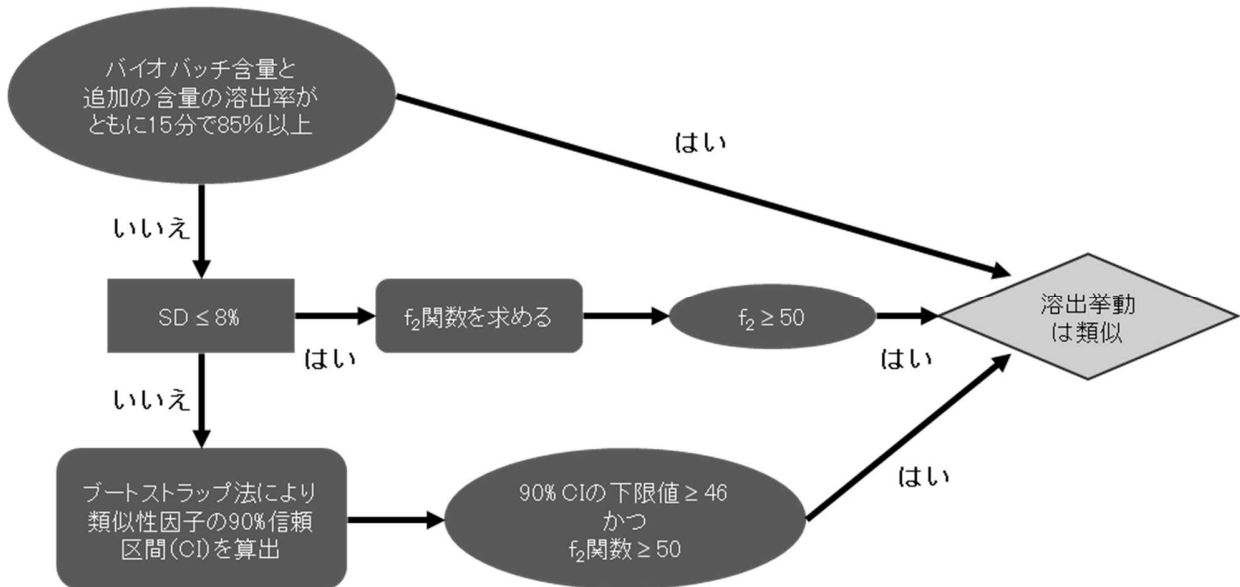 バイオバッチ含量と
追加の含量の溶出率が
ともに15分で85%以上
はい
いいえ
SD ≤ 8%
はい
f₂関数を求める
f₂ ≥ 50
はい
溶出挙動
は類似
いいえ
ブートストラップ法により
類似性因子の90%信頼
区間(CI)を算出
90% CIの下限値 ≥ 46
かつ
f₂関数 ≥ 50
はい